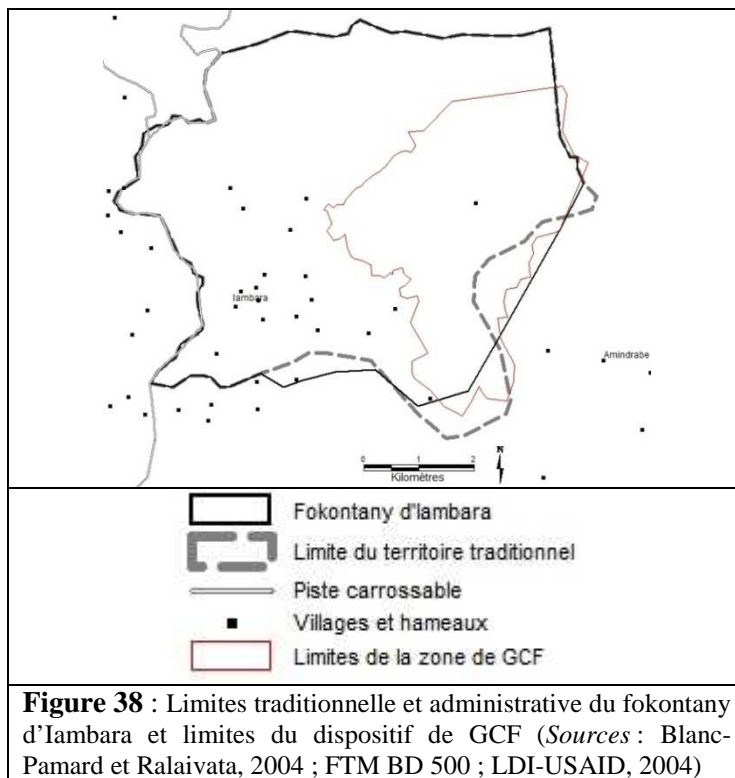 Iambara
Amindrabe
0 1 2
Kilomètres
N
Fokontany d'Iambara
Limite du territoire traditionnel
Piste carrossable
Villages et hameaux
Limites de la zone de GCF
Figure 38 : Limites traditionnelle et administrative du fokontany
d'Iambara et limites du dispositif de GCF (Sources : Blanc-
Pamard et Ralaivata, 2004 ; FTM BD 500 ; LDI-USAID, 2004)